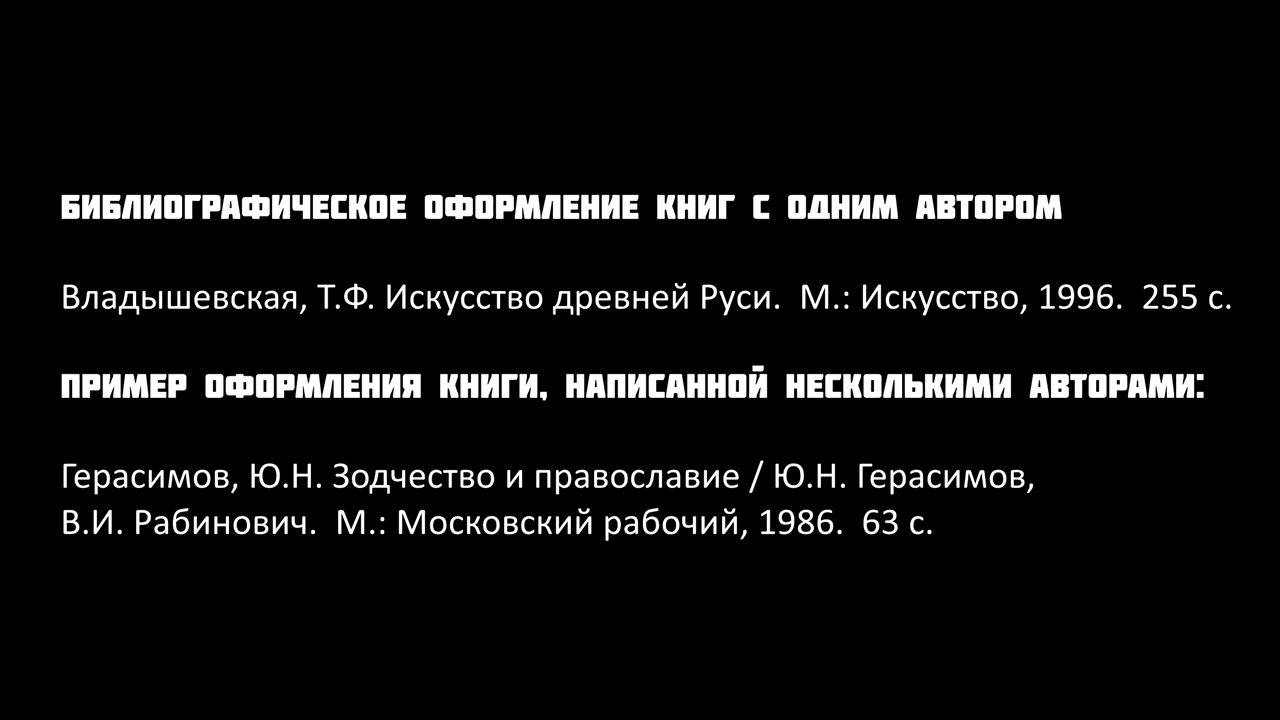 БИБЛИОГРАФИЧЕСКОЕ ОФОРМЛЕНИЕ КНИГ С ОДНИМ АВТОРОМ
Владышевская, Т.Ф. Искусство древней Руси.  М.: Искусство, 1996.  255 с.
ПРИМЕР ОФОРМЛЕНИЯ КНИГИ, НАПИСАННОЙ НЕСКОЛЬКИМИ АВТОРАМИ:
Герасимов, Ю.Н. Зодчество и православие / Ю.Н. Герасимов,
В.И. Рабинович.  М.: Московский рабочий, 1986.  63 с.